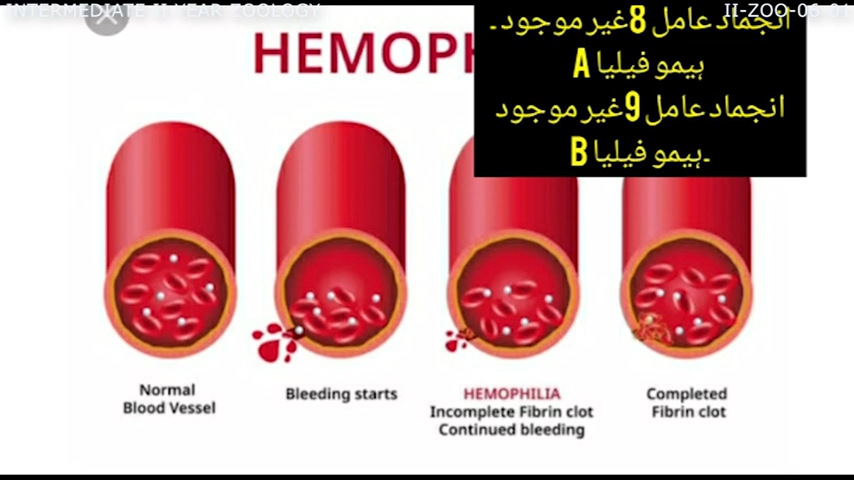 INTERMEDIATE II YEAR ZOOLOGY
II-ZOO-06-01
HEMOPH
انجماد عامل 8 غیر موجود۔
ہیمو فیلیا A
انجماد عامل 9 غیر موجود
۔ہیمو فیلیا B
Normal
Blood Vessel
Bleeding starts
HEMOPHILIA
Incomplete Fibrin clot
Continued bleeding
Completed
Fibrin clot